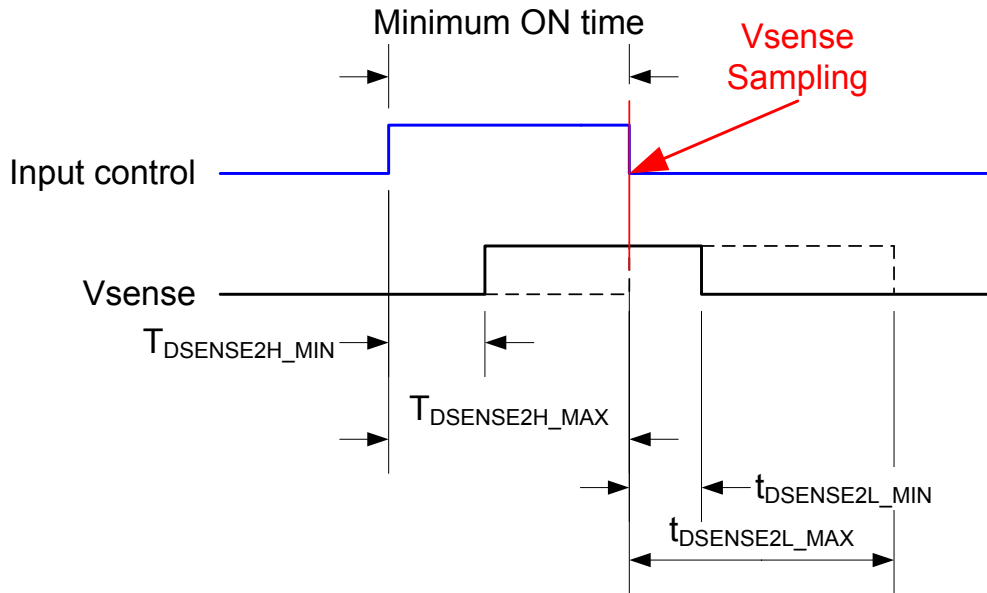 Minimum ON time
Vsense
Sampling
Input control
Vsense
TDSENSE2H_MIN
TDSENSE2H_MAX
tDSENSE2L_MIN
tDSENSE2L_MAX